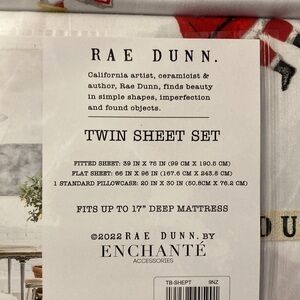 RAE DUNN.
California artist, ceramicist &
author, Rae Dunn, finds beauty
in simple shapes, imperfection
and found objects.
TWIN SHEET SET
FITTED SHEET: 39 IN X 75 IN (99 CM X 190.5 CM)
FLAT SHEET: 66 IN X 96 IN (167.6 CM X 243.8 CM)
1 STANDARD PILLOWCASE: 20 IN X 30 IN (50.8CM X 76.2 CM)
FITS UP TO 17" DEEP MATTRESS
OU
©2022 RAE DUNN. BY
ENCHANTÉ
ACCESSORIES
TB-SHEPT 9NZ